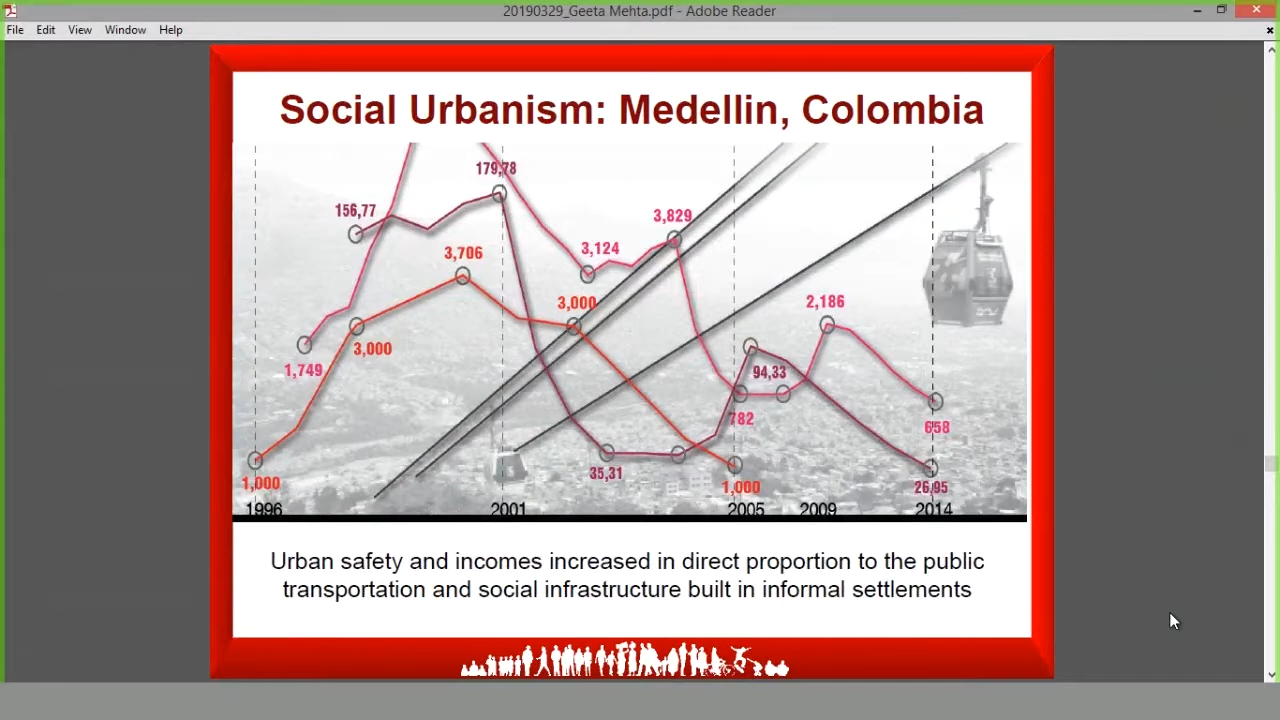 20190329_Geeta Mehta.pdf - Adobe Reader
File Edit View Window Help
Social Urbanism: Medellin, Colombia
179,78
156,77
3,829
3,124
3,706
3,000
2,186
3,000
1,749
94,33
782
658
35,31
1,000
1,000
26,95
1996 2001 2005 2009 2014
Urban safety and incomes increased in direct proportion to the public
transportation and social infrastructure built in informal settlements